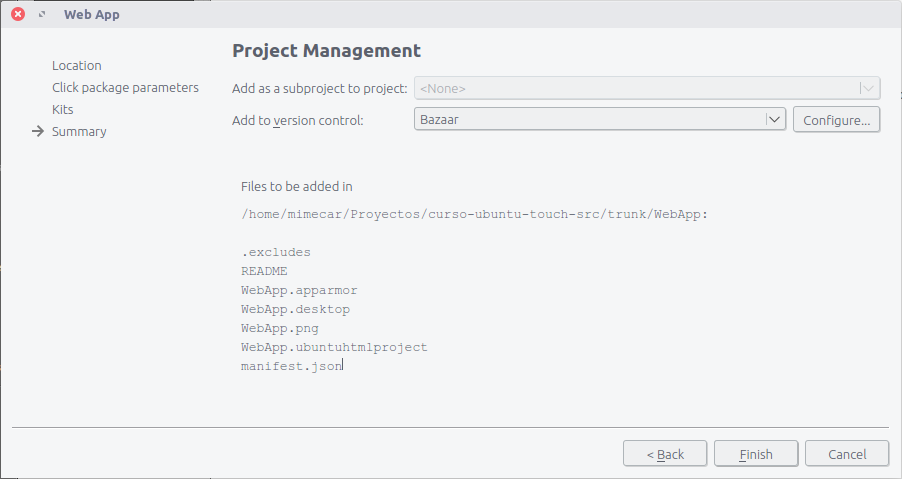 Web App
Location
Click package parameters
Kits
Summary
Project Management
Add as a subproject to project:
<None>
Add to version control:
Bazaar
Configure...
Files to be added in
/home/mimecar/Proyectos/curso-ubuntu-touch-src/trunk/WebApp:
.excludes
README
WebApp.apparmor
WebApp.desktop
WebApp.png
WebApp.ubuntuhtmlproject
manifest.json
< Back
Finish
Cancel